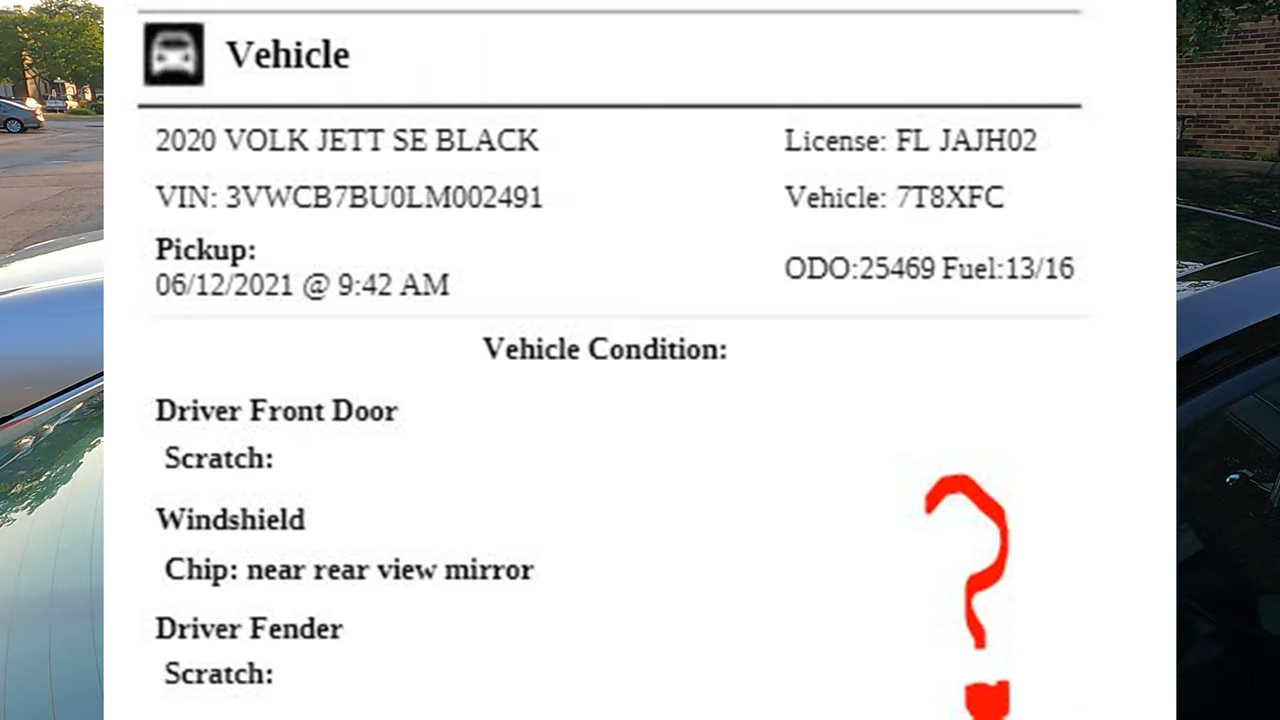 Vehicle
2020 VOLK JETT SE BLACK
License: FL JAJH02
VIN: 3VWCB7BU0LM002491
Vehicle: 7T8XFC
Pickup:
06/12/2021 @ 9:42 AM
ODO:25469 Fuel:13/16
Vehicle Condition:
Driver Front Door
Scratch:
Windshield
Chip: near rear view mirror
Driver Fender
Scratch:
?